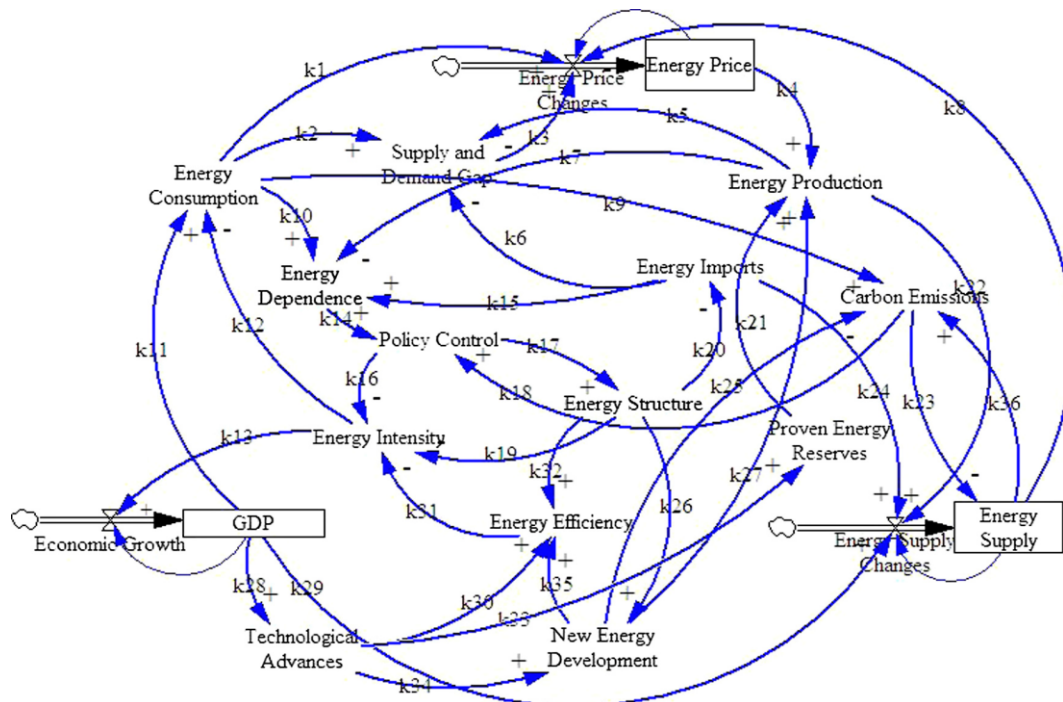 k1
Energy Price
Energy Price
Changes
k4
k8
k2
k3
k5
k7
Supply and
Demand Gap
Energy
Consumption
Energy Production
k9
k10
k6
Energy
Dependence
Energy Imports
Carbon Emissions
k22
k14
k15
k12
k11
Policy Control
k17
k20
k21
k25
k24
k23
k36
k16
k18
Energy Structure
Energy Intensity
k13
k19
Proven Energy
Reserves
k32
k27
k26
k31
GDP
Economic Growth
Energy Efficiency
Energy
Supply
Energy Supply
Changes
k28
k29
k30
k35
k33
Technological
Advances
New Energy
Development
k34